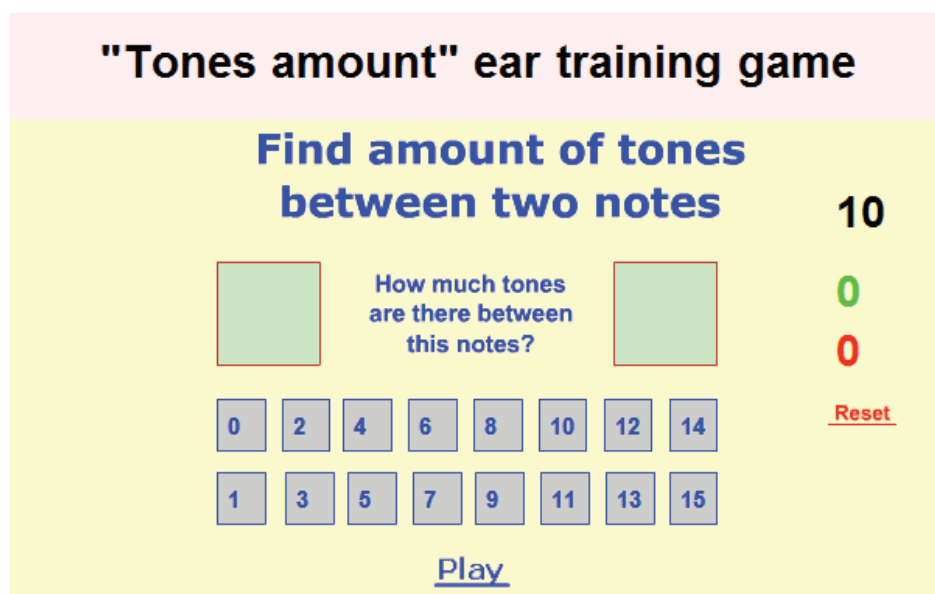 "Tones amount" ear training game
Find amount of tones
between two notes
10
How much tones
are there between
this notes?
0
0
Reset
0 2 4 6 8 10 12 14
1 3 5 7 9 11 13 15
Play